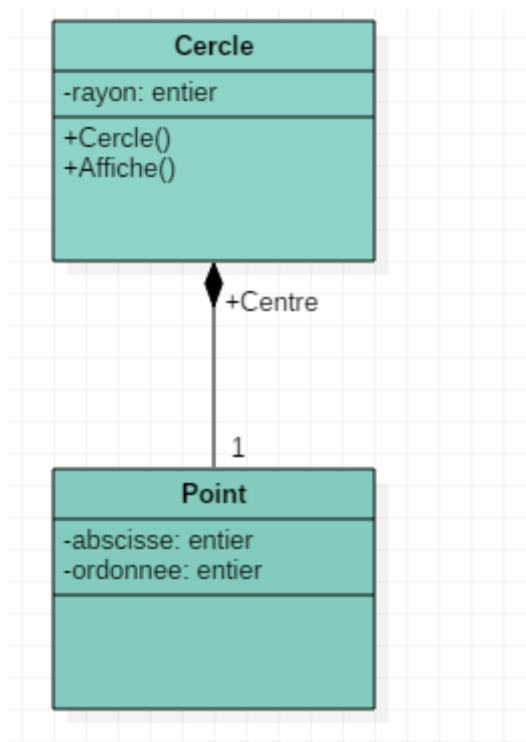 Cercle
-rayon: entier
+Cercle()
+Affiche()
+Centre
1
Point
-abscisse: entier
-ordonnee: entier